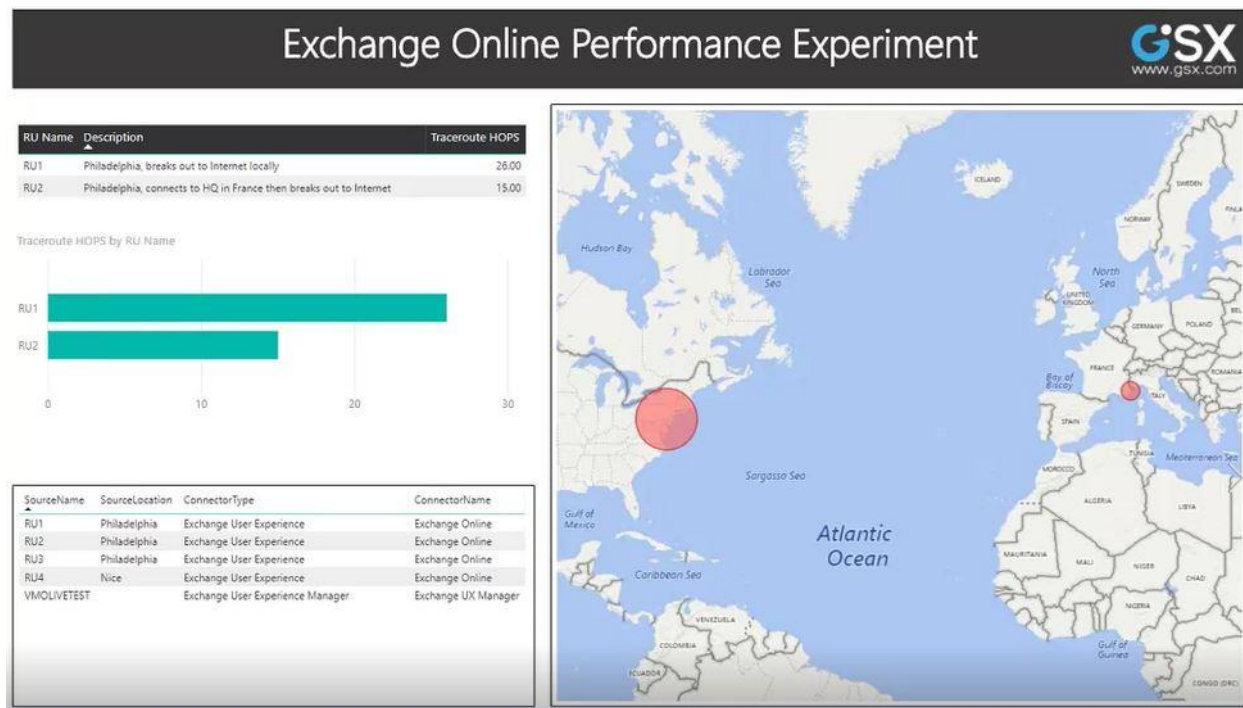 Exchange Online Performance Experiment
GSX
www.gsx.com
RU Name Description Traceroute HOPS
RU1 Philadelphia, breaks out to Internet locally 26.00
RU2 Philadelphia, connects to HQ in France then breaks out to Internet 15.00
Traceroute HOPS by RU Name
RU1
RU2
0 10 20 30
SourceName SourceLocation ConnectorType ConnectorName
RU1 Philadelphia Exchange User Experience Exchange Online
RU2 Philadelphia Exchange User Experience Exchange Online
RU3 Philadelphia Exchange User Experience Exchange Online
RU4 Nice Exchange User Experience Exchange Online
VMOLIVETEST Exchange User Experience Manager Exchange UX Manager
ICELAND
SWEDEN
NORWAY
Hudson Bay
Labrador
Sea
North
Sea
UNITED
KINGDOM
GERMANY
POLAND
FRANCE
ROMANIA
Bay of
Biscay
ITALY
SPAIN
Sargasso Sea
TUNISIA
Mediterranean Sea
MOROCCO
ALGERIA
LIBYA
Gulf of
Mexico
Atlantic
Ocean
MAURITANIA
MALI
NIGER
CHAD
Caribbean Sea
NIGERIA
VENEZUELA
COLOMBIA
Gulf of
Guinea
ECUADOR
CONGO (DRC)